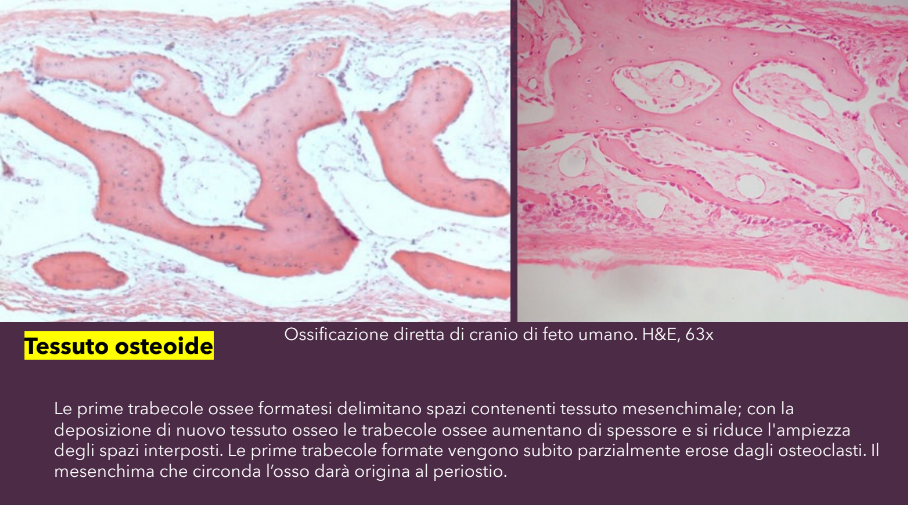 Ossificazione diretta di cranio di feto umano. H&E, 63x
Tessuto osteoide
Le prime trabecole ossee formatesi delimitano spazi contenenti tessuto mesenchimale; con la
deposizione di nuovo tessuto osseo le trabecole ossee aumentano di spessore e si riduce l'ampiezza
degli spazi interposti. Le prime trabecole formate vengono subito parzialmente erose dagli osteoclasti. Il
mesenchima che circonda l’osso darà origina al periostio.